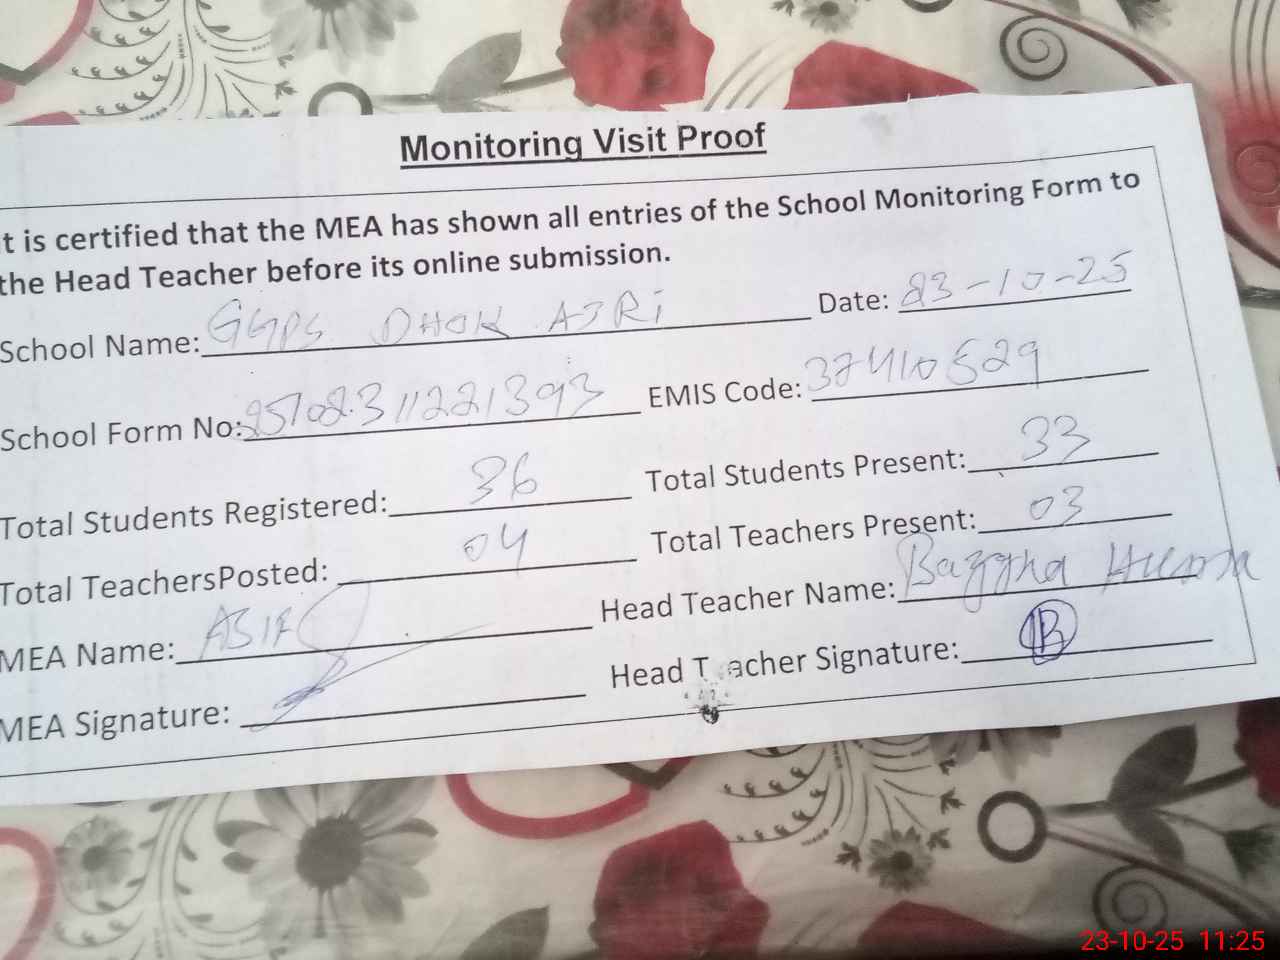 Monitoring Visit Proof
t is certified that the MEA has shown all entries of the School Monitoring Form to
the Head Teacher before its online submission.
School Name: GGPS DHOK AJRI Date: 23-10-25
School Form No: EMIS Code: 37410529
Total Students Registered: 36 Total Students Present: 33
Total TeachersPosted: 04 Total Teachers Present: 03
MEA Name: ASIF Head Teacher Name:
MEA Signature: Head Teacher Signature: B
23-10-25 11:25